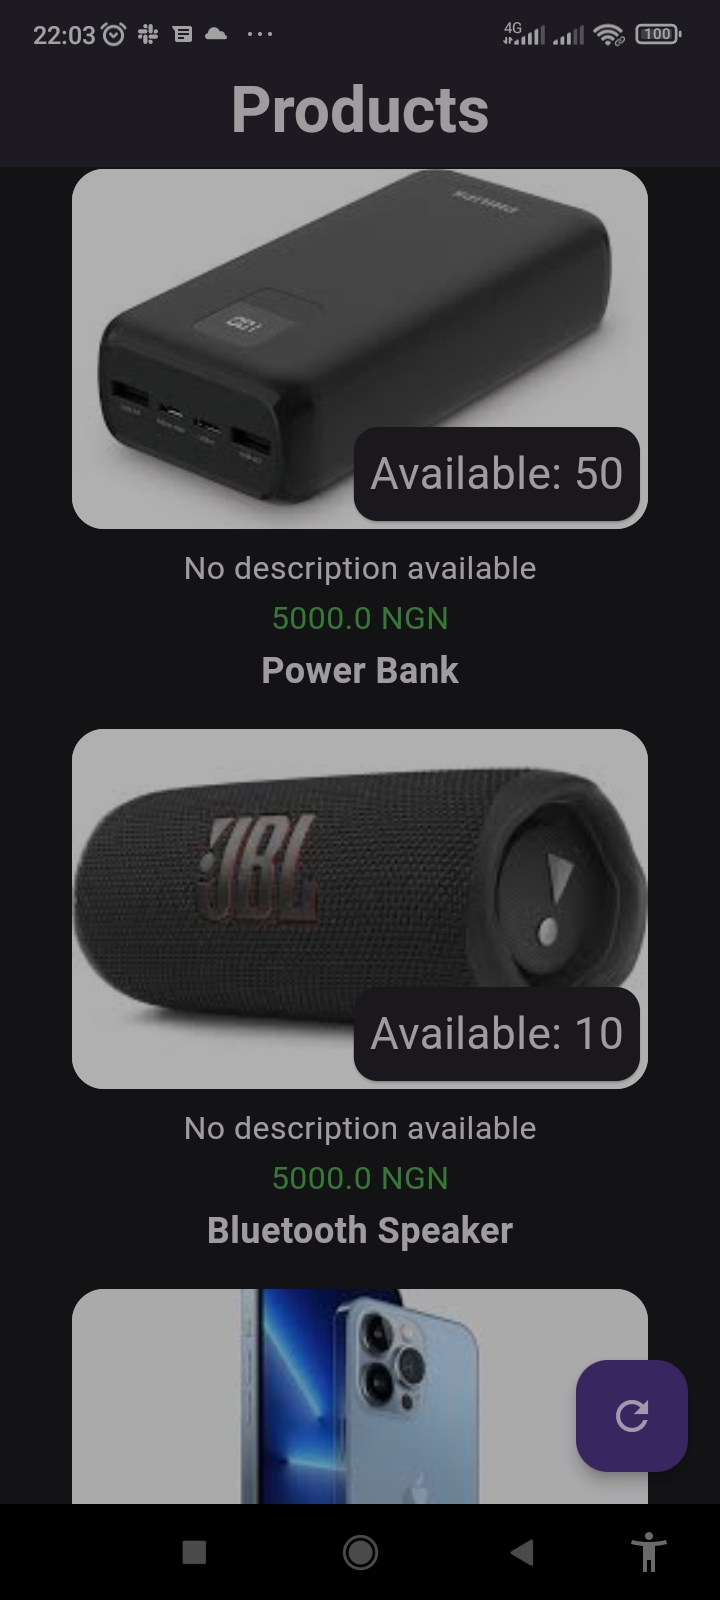 22:03
4G
100
Products
PHILIPS
Available: 50
No description available
5000.0 NGN
Power Bank
JBL
Available: 10
No description available
5000.0 NGN
Bluetooth Speaker